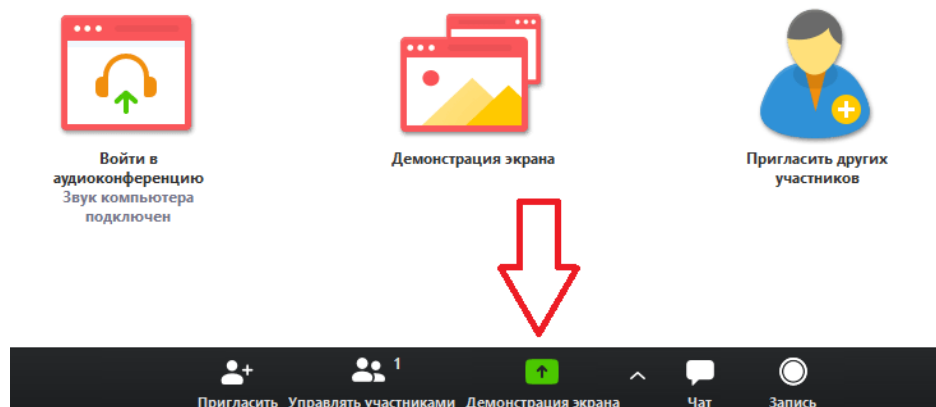 Войти в
аудиоконференцию
Звук компьютера
подключен
Демонстрация экрана
Пригласить других
участников
1
Пригласить
Управлять участниками
Демонстрация экрана
Чат
Запись